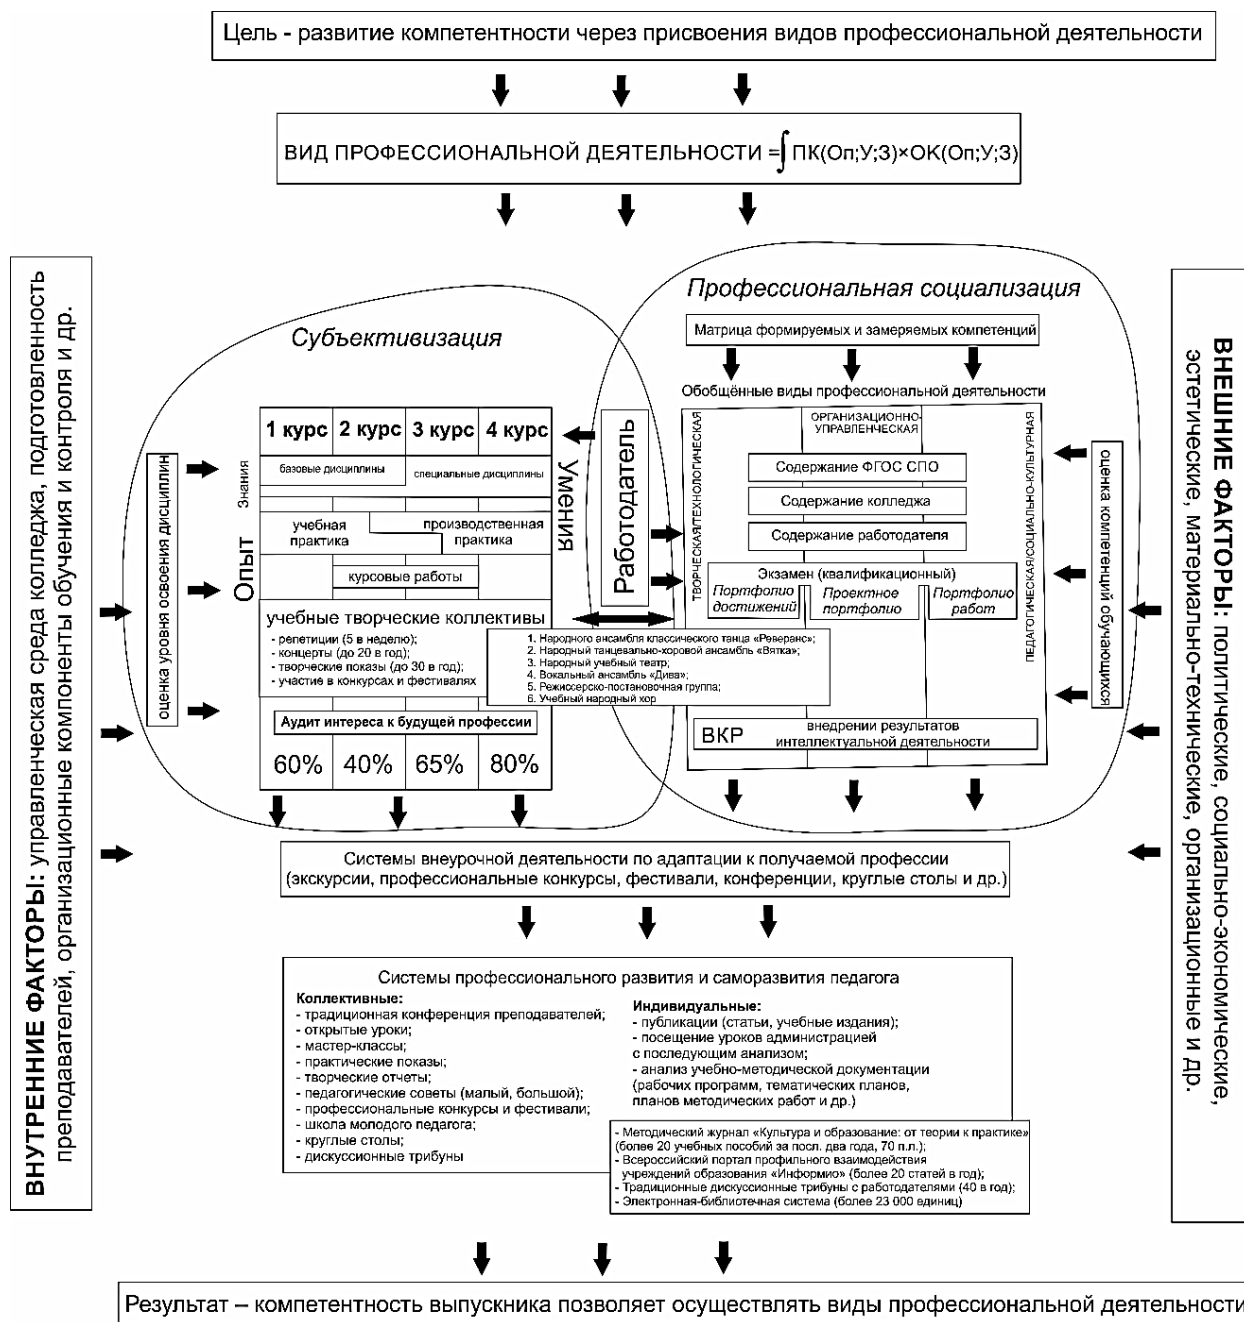 Цель - развитие компетентности через присвоения видов профессиональной деятельности
ВИД ПРОФЕССИОНАЛЬНОЙ ДЕЯТЕЛЬНОСТИ =∫ ПК(Оп;У;З)×ОК(Оп;У;З)
ВНУТРЕННИЕ ФАКТОРЫ: управленческая среда колледжа, подготовленность
преподавателей, организационные компоненты обучения и контроля и др.
оценка уровня освоения дисциплин
Субъективизация
Знания
Опыт
Умения
1 курс 2 курс 3 курс 4 курс
базовые дисциплины
специальные дисциплины
учебная
практика
производственная
практика
курсовые работы
учебные творческие коллективы
- репетиции (5 в неделю);
- концерты (до 20 в год);
- творческие показы (до 30 в год);
- участие в конкурсах и фестивалях
Аудит интереса к будущей профессии
60% 40% 65% 80%
Работодатель
1. Народного ансамбля классического танца «Реверанс»;
2. Народный танцевально-хоровой ансамбль «Вятка»;
3. Народный учебный театр;
4. Вокальный ансамбль «Дива»;
5. Режиссерско-постановочная группа;
6. Учебный народный хор
Профессиональная социализация
Матрица формируемых и замеряемых компетенций
Обобщённые виды профессиональной деятельности
ТВОРЧЕСКАЯ/ТЕХНОЛОГИЧЕСКАЯ
ОРГАНИЗАЦИОННО-
УПРАВЛЕНЧЕСКАЯ
ПЕДАГОГИЧЕСКАЯ/СОЦИАЛЬНО-КУЛЬТУРНАЯ
Содержание ФГОС СПО
Содержание колледжа
Содержание работодателя
Экзамен (квалификационный)
Портфолио
достижений
Проектное
портфолио
Портфолио
работ
ВКР
внедрении результатов
интеллектуальной деятельности
оценка компетенций обучающихся
ВНЕШНИЕ ФАКТОРЫ: политические, социально-экономические,
эстетические, материально-технические, организационные и др.
Системы внеурочной деятельности по адаптации к получаемой профессии
(экскурсии, профессиональные конкурсы, фестивали, конференции, круглые столы и др.)
Системы профессионального развития и саморазвития педагога
Коллективные:
- традиционная конференция преподавателей;
- открытые уроки;
- мастер-классы;
- практические показы;
- творческие отчеты;
- педагогические советы (малый, большой);
- профессиональные конкурсы и фестивали;
- школа молодого педагога;
- круглые столы;
- дискуссионные трибуны
Индивидуальные:
- публикации (статьи, учебные издания);
- посещение уроков администрацией
с последующим анализом;
- анализ учебно-методической документации
(рабочих программ, тематических планов,
планов методических работ и др.)
- Методический журнал «Культура и образование: от теории к практике»
(более 20 учебных пособий за посл. два года, 70 п.л.);
- Всероссийский портал профильного взаимодействия
учреждений образования «Информио» (более 20 статей в год);
- Традиционные дискуссионные трибуны с работодателями (40 в год);
- Электронная-библиотечная система (более 23 000 единиц)
Результат – компетентность выпускника позволяет осуществлять виды профессиональной деятельности